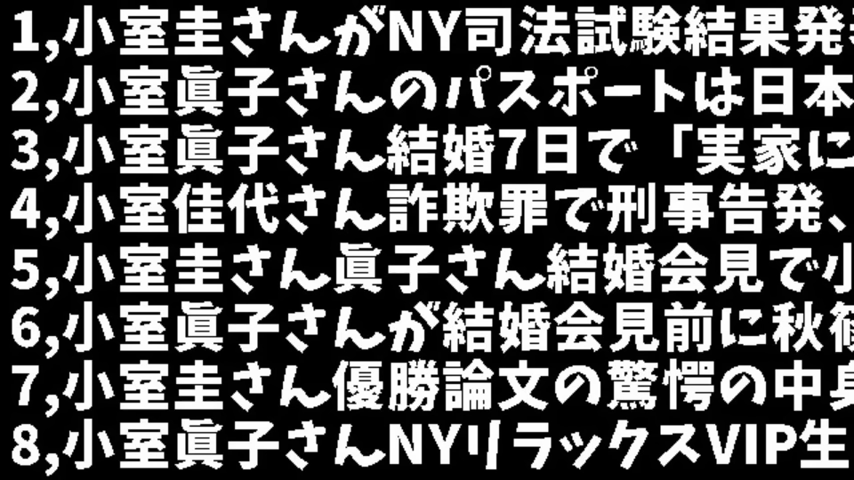 1,小室圭さんがNY司法試験結果発表
2,小室眞子さんのパスポートは日本
3,小室眞子さん結婚7日で「実家に
4,小室佳代さん詐欺罪で刑事告発、
5,小室圭さん眞子さん結婚会見で小
6,小室眞子さんが結婚会見前に秋篠
7,小室圭さん優勝論文の驚愕の中身
8,小室眞子さんNYリラックスVIP生